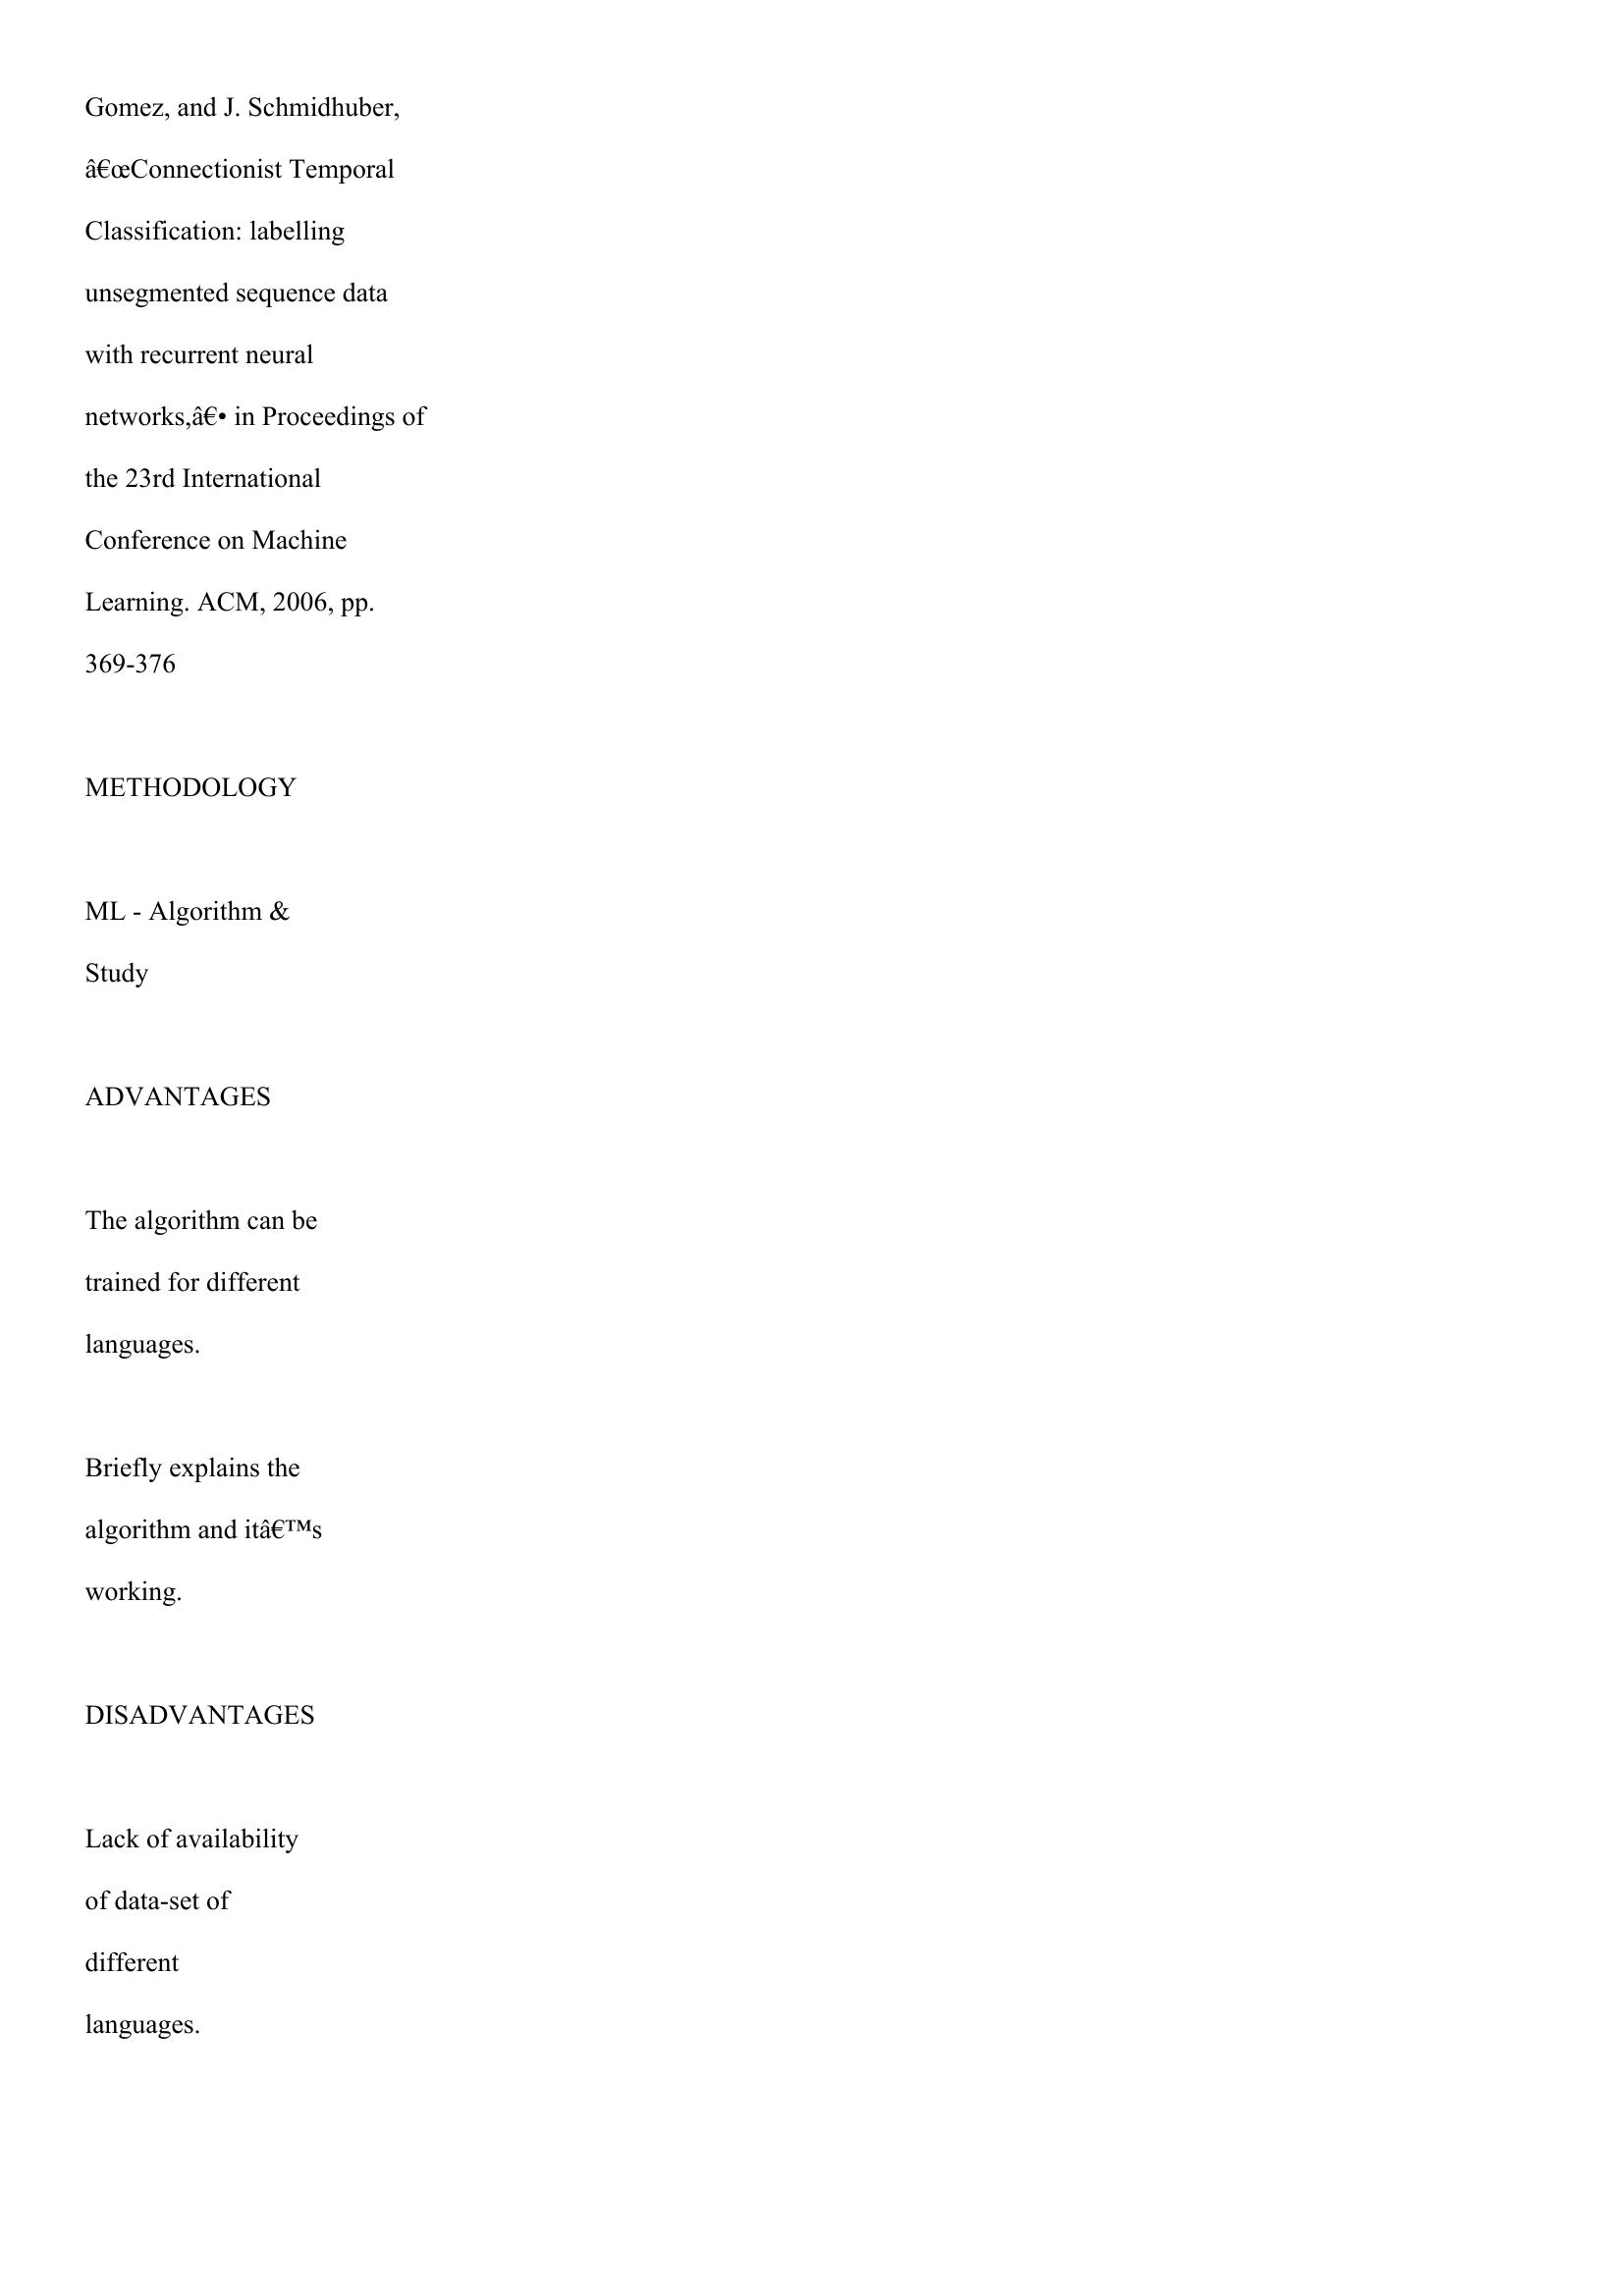 Gomez, and J. Schmidhuber,
â€œConnectionist Temporal
Classification: labelling
unsegmented sequence data
with recurrent neural
networks,â€• in Proceedings of
the 23rd International
Conference on Machine
Learning. ACM, 2006, pp.
369-376
METHODOLOGY
ML - Algorithm &
Study
ADVANTAGES
The algorithm can be
trained for different
languages.
Briefly explains the
algorithm and itâ€™s
working.
DISADVANTAGES
Lack of availability
of data-set of
different
languages.